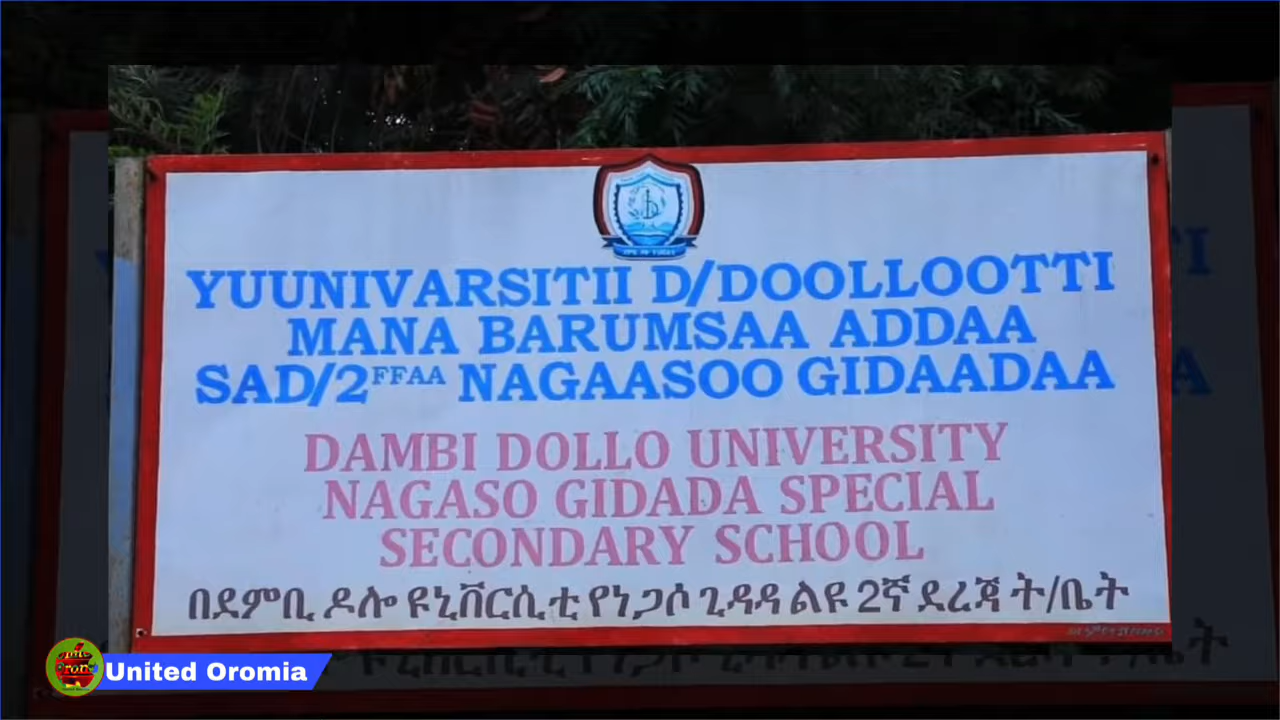 YUUNIVARSITII D/DOOLLOOTTI
MANA BARUMSAA ADDAA
SAD/2FFAA NAGAASOO GIDAADAA
DAMBI DOLLO UNIVERSITY
NAGASO GIDADA SPECIAL
SECONDARY SCHOOL
በደምቢ ዶሎ ዩኒቨርሲቲ የነጋሶ ጊዳዳ ልዩ 2ኛ ደረጃ ት/ቤት
United Oromia